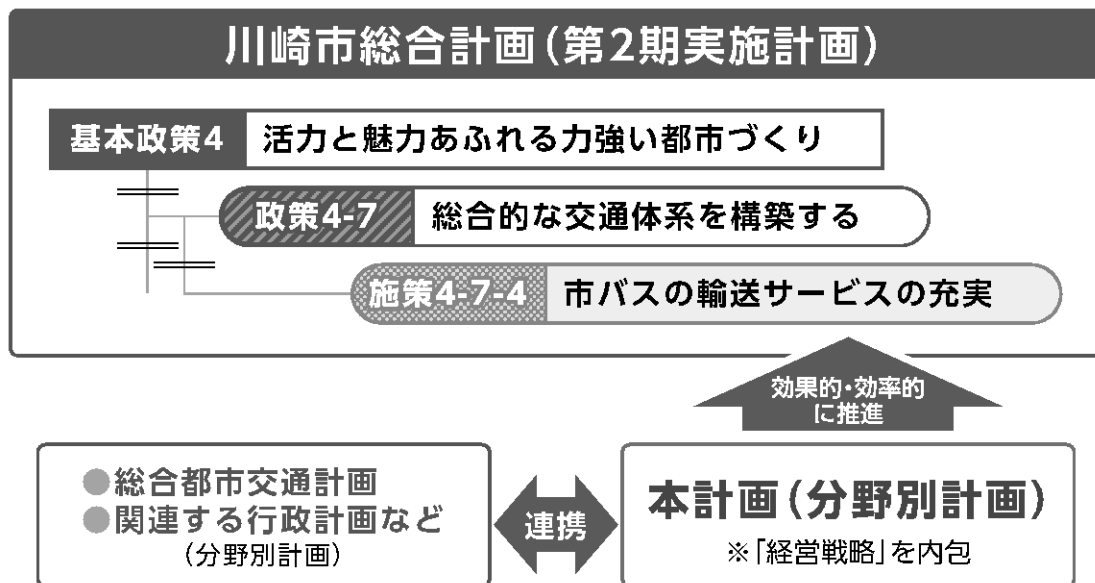 川崎市総合計画（第2期実施計画）
基本政策4 活力と魅力あふれる力強い都市づくり
政策4-7 総合的な交通体系を構築する
施策4-7-4 市バスの輸送サービスの充実
効果的・効率的
に推進
●総合都市交通計画
●関連する行政計画など
（分野別計画）
連携
本計画（分野別計画）
※「経営戦略」を内包